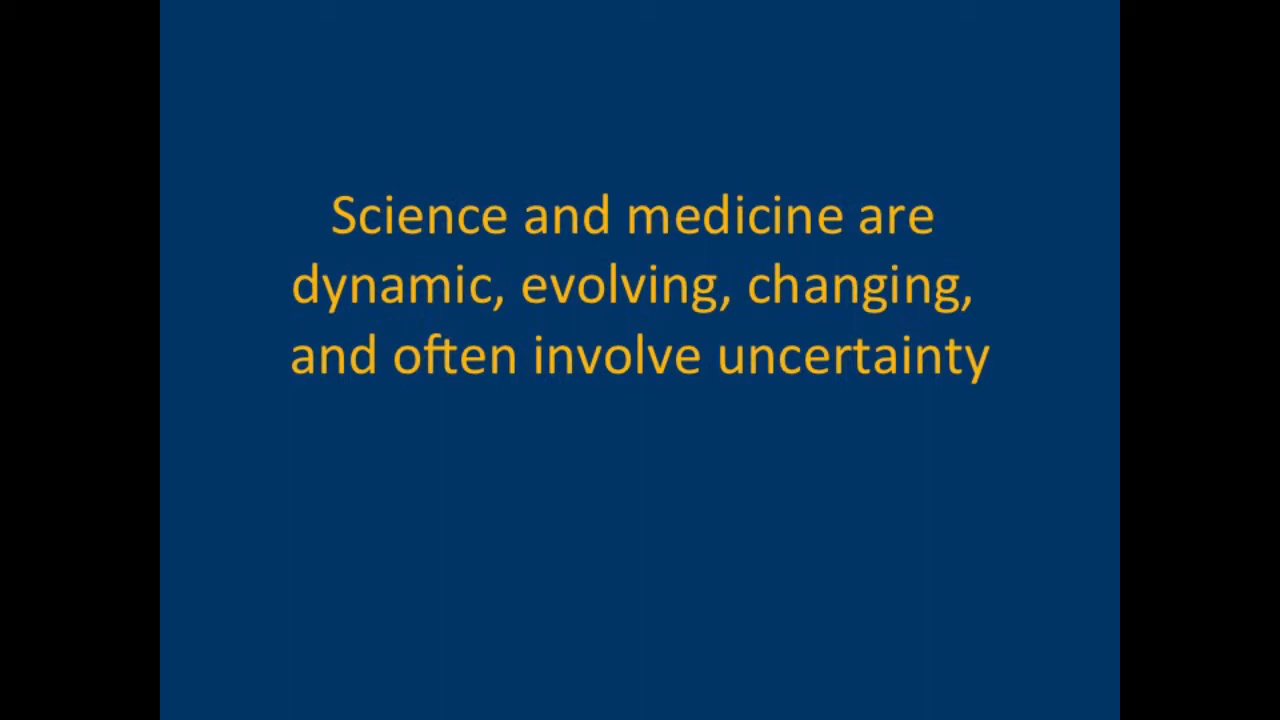 Science and medicine are
dynamic, evolving, changing,
and often involve uncertainty